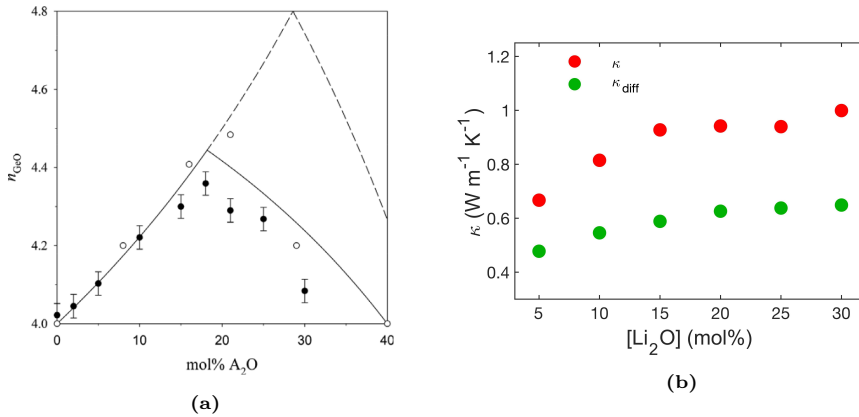 4.8
4.6
4.4
4.2
4.0
n_GeO
0
10
20
30
40
mol% A₂O
(a)
1.2
1
0.8
0.6
0.4
κ (W m⁻¹ K⁻¹)
κ
κ_diff
5
10
15
20
25
30
[Li₂O] (mol%)
(b)